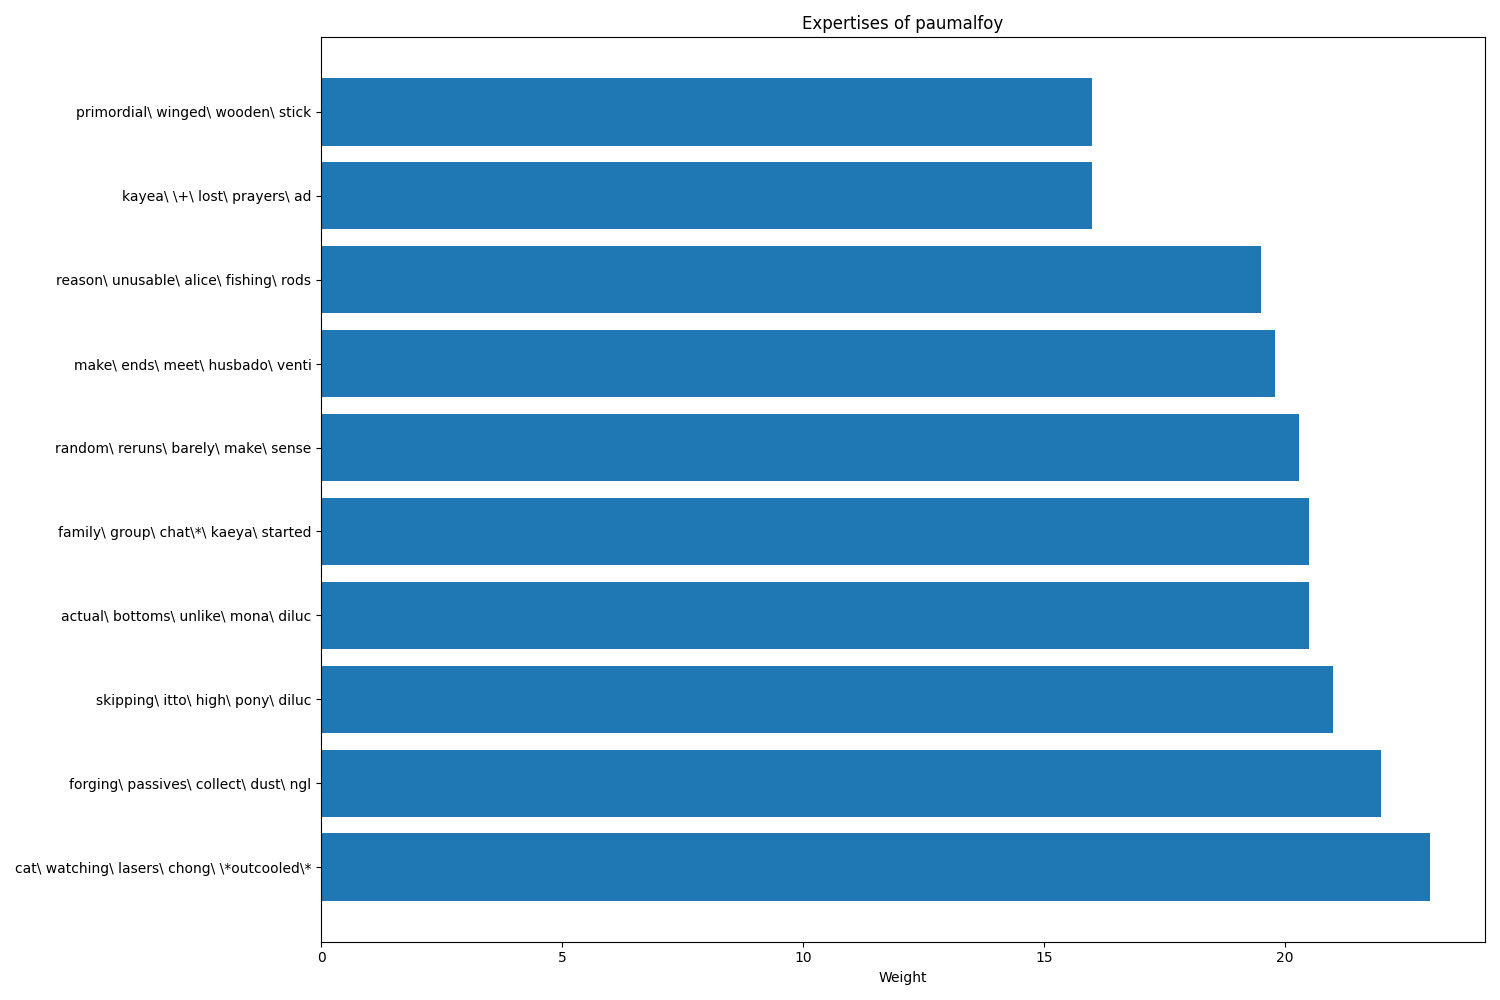 Expertises of paumalfoy
primordial\ winged\ wooden\ stick
kayea\ \+\ lost\ prayers\ ad
reason\ unusable\ alice\ fishing\ rods
make\ ends\ meet\ husbado\ venti
random\ reruns\ barely\ make\ sense
family\ group\ chat\*\ kaeya\ started
actual\ bottoms\ unlike\ mona\ diluc
skipping\ itto\ high\ pony\ diluc
forging\ passives\ collect\ dust\ ngl
cat\ watching\ lasers\ chong\ \*outcooled\*
0 5 10 15 20
Weight